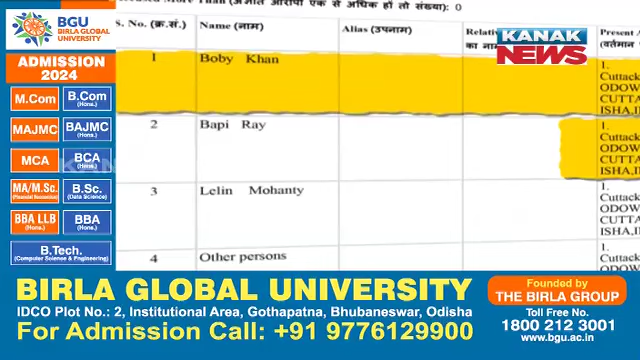 BGU
BIRLA GLOBAL
UNIVERSITY
ADMISSION
2024
M.Com
B.Com
(Hons.)
MAJMC
BAJMC
(Hons.)
MCA
BCA
(Hons.)
MA/M.Sc.
B.Sc.
(Data Science)
BBA LLB
(Hons.)
BBA
(Hons.)
B.Tech.
(Computer Science & Engineering)
KANAK
NEWS
S. No. (क्र.सं.) Name (नाम) Alias (उपनाम) Relativ Present A
का नाम (वर्तमान
1 Boby Khan 1.
Cuttack
ODOW
CUTTA
ISHA,I
2 Bapi Ray 1.
Cuttack
ODOW
CUTTA
ISHA,I
3 Lelin Mohanty 1.
Cuttack
ODOW
CUTTA
ISHA,I
4 Other persons 1.
BIRLA GLOBAL UNIVERSITY
IDCO Plot No.: 2, Institutional Area, Gothapatna, Bhubaneswar, Odisha
For Admission Call: +91 9776129900
Founded by
THE BIRLA GROUP
Toll Free No.
1800 212 3001
www.bgu.ac.in